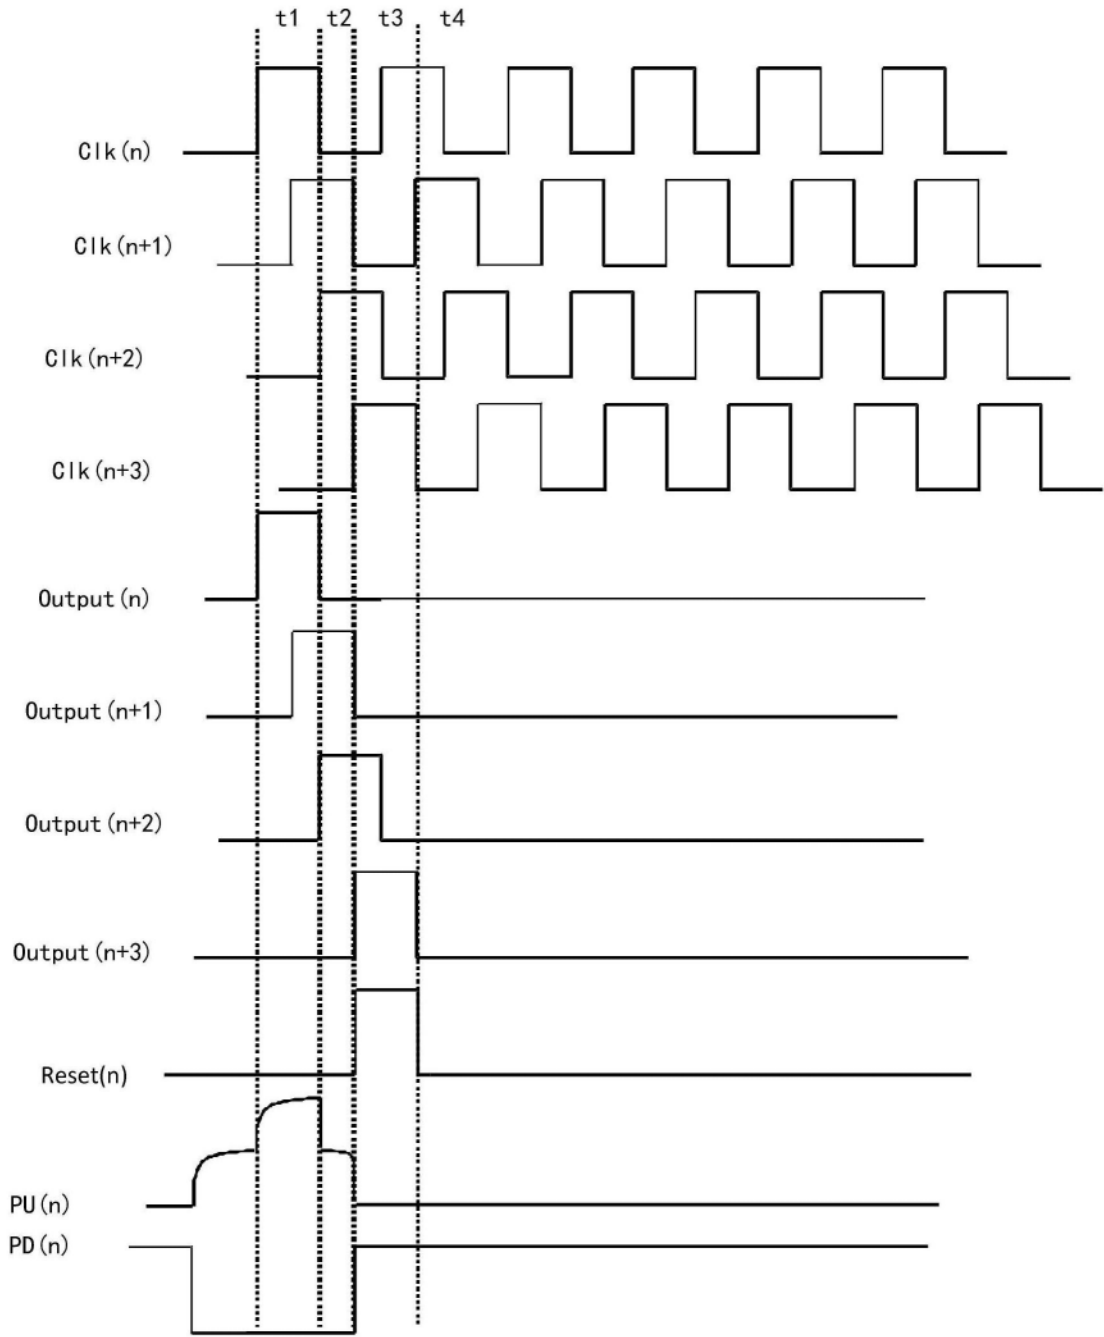 t1 t2 t3 t4
Clk(n)
Clk(n+1)
Clk(n+2)
Clk(n+3)
Output(n)
Output(n+1)
Output(n+2)
Output(n+3)
Reset(n)
PU(n)
PD(n)